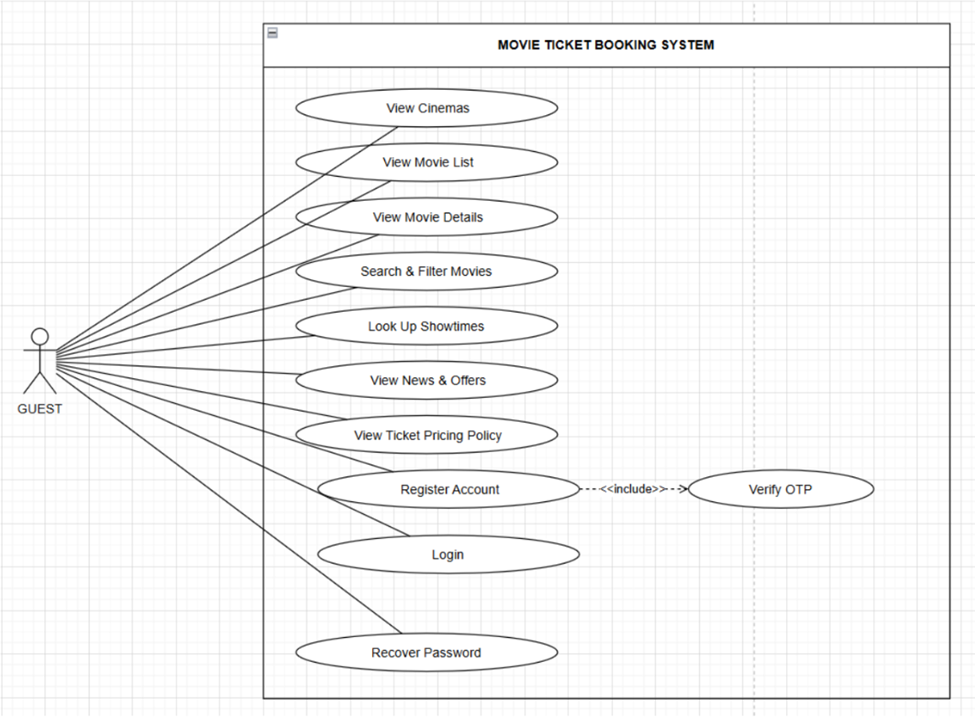 MOVIE TICKET BOOKING SYSTEM
View Cinemas
View Movie List
View Movie Details
Search & Filter Movies
Look Up Showtimes
View News & Offers
GUEST
View Ticket Pricing Policy
Register Account
<<include>>
Verify OTP
Login
Recover Password